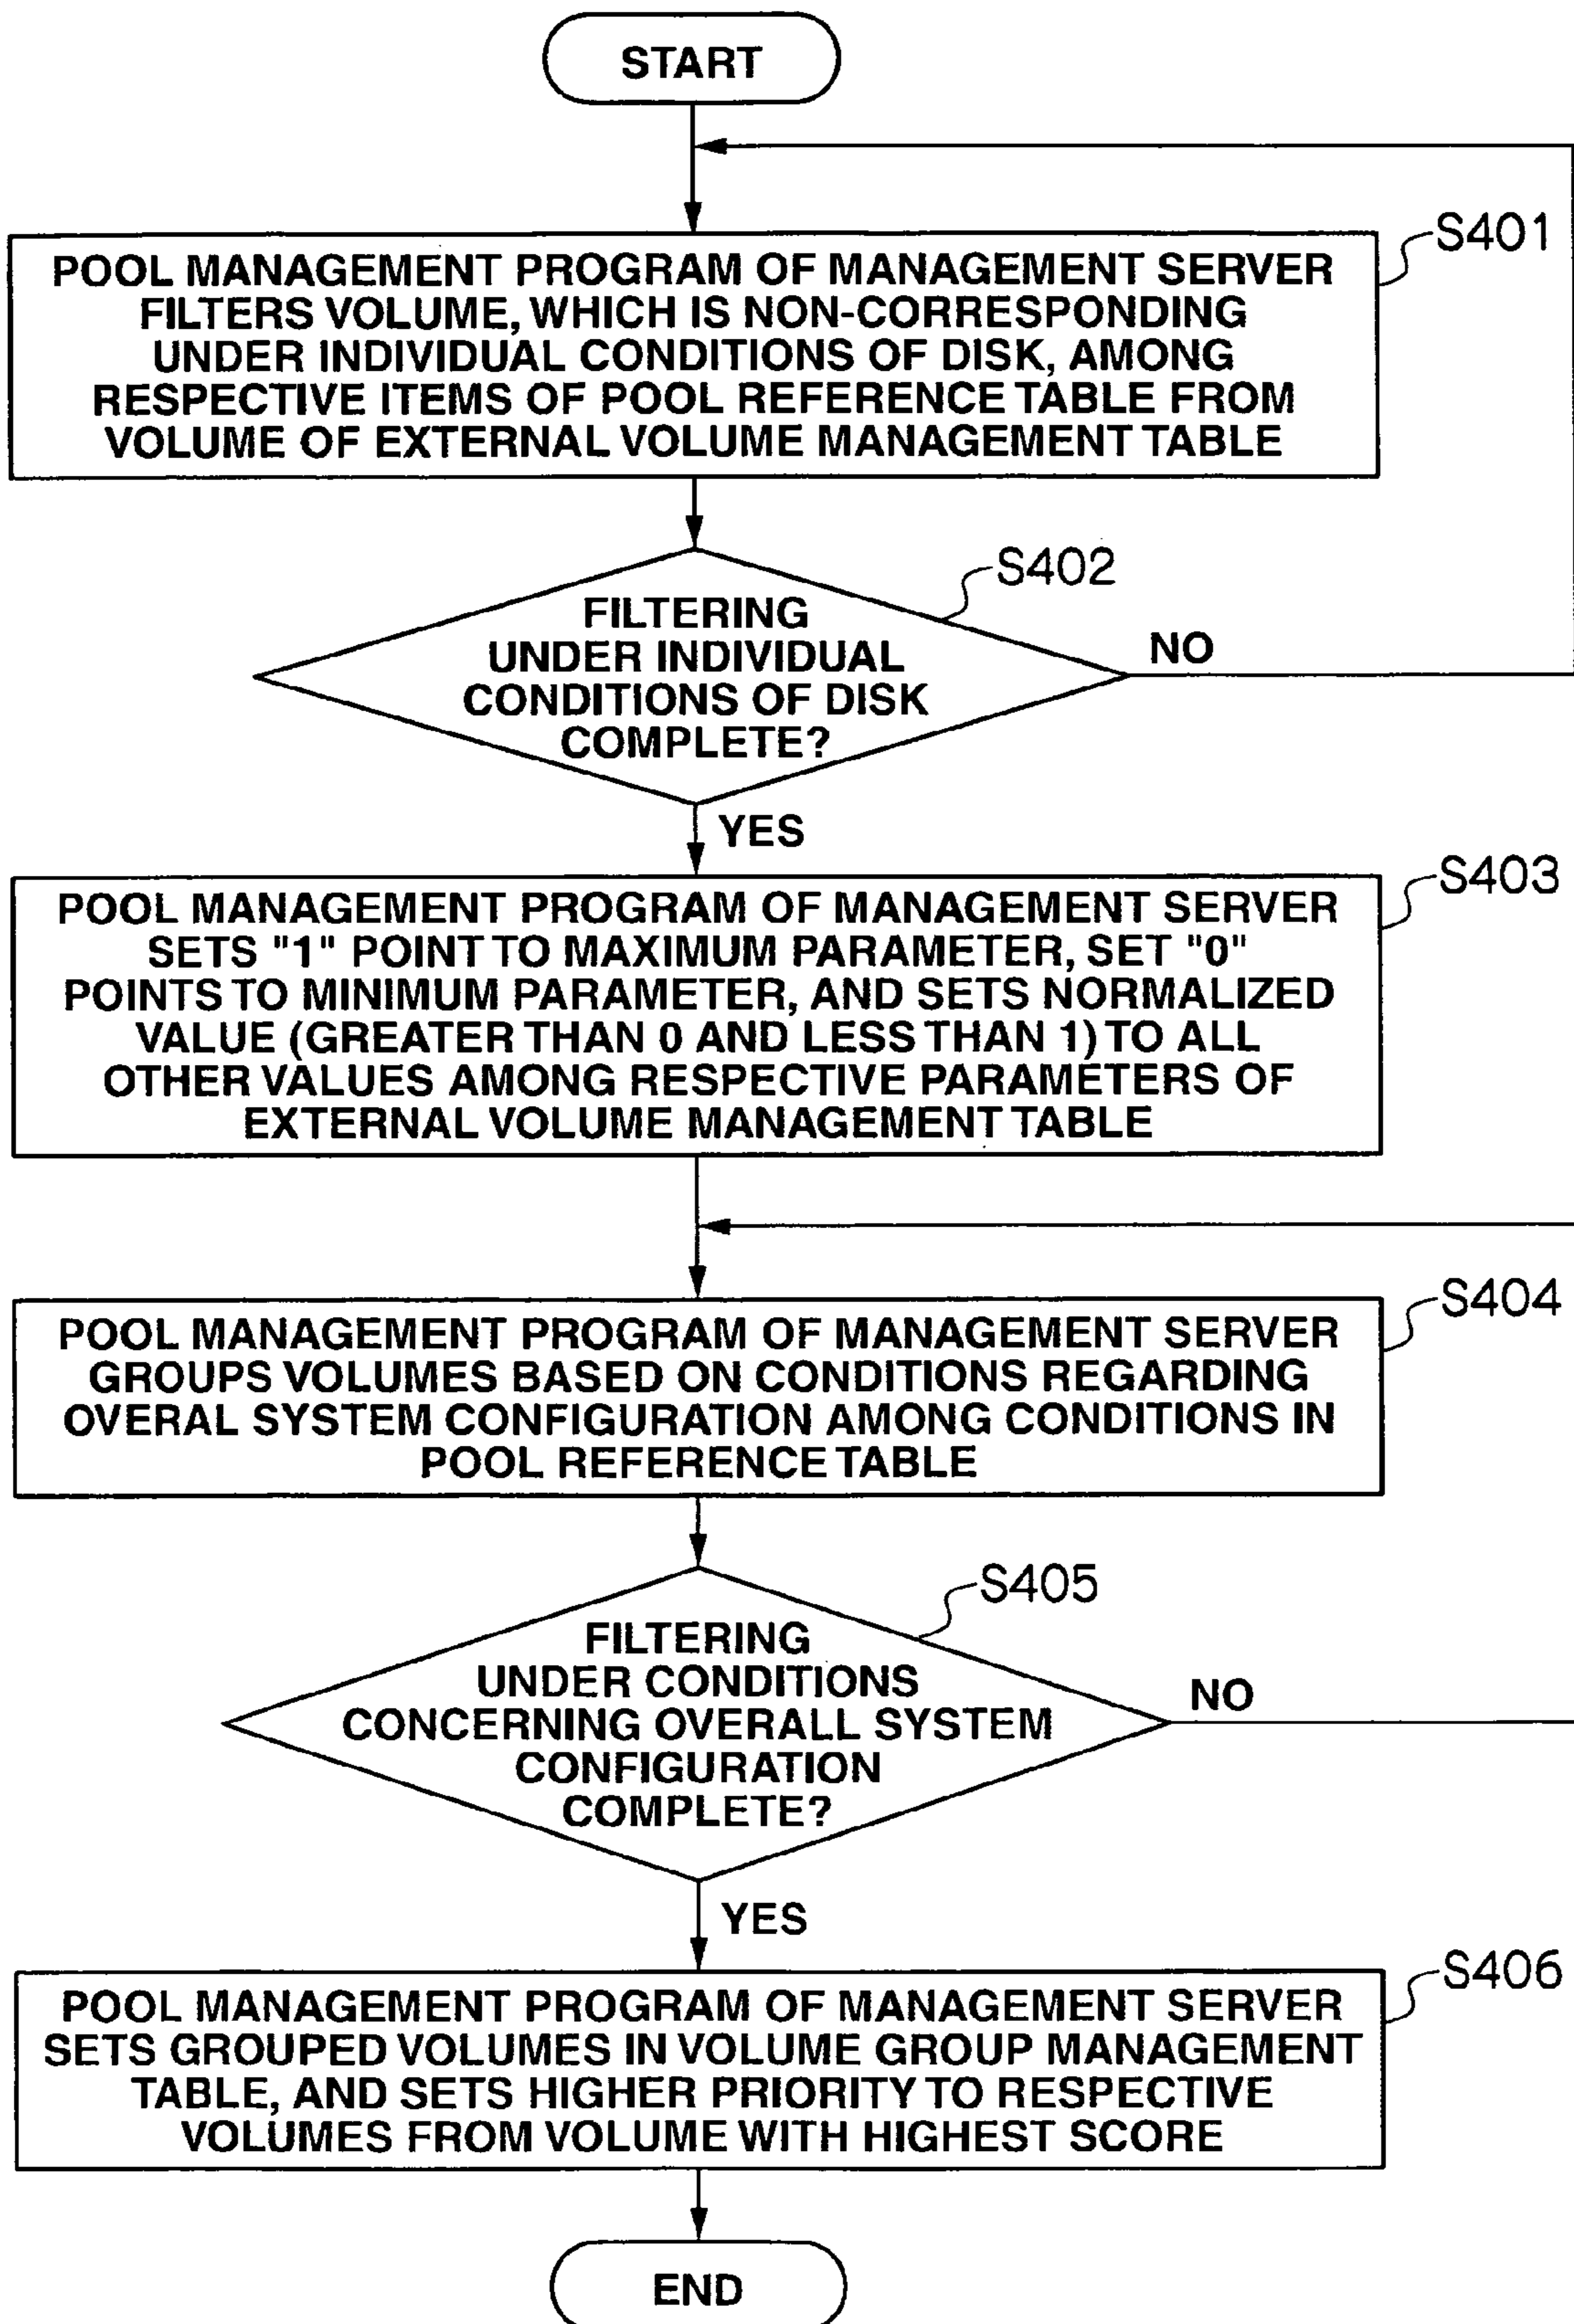 START
S401
POOL MANAGEMENT PROGRAM OF MANAGEMENT SERVER
FILTERS VOLUME, WHICH IS NON-CORRESPONDING
UNDER INDIVIDUAL CONDITIONS OF DISK, AMONG
RESPECTIVE ITEMS OF POOL REFERENCE TABLE FROM
VOLUME OF EXTERNAL VOLUME MANAGEMENT TABLE
S402
FILTERING
UNDER INDIVIDUAL
CONDITIONS OF DISK
COMPLETE?
NO
YES
S403
POOL MANAGEMENT PROGRAM OF MANAGEMENT SERVER
SETS "1" POINT TO MAXIMUM PARAMETER, SET "0"
POINTS TO MINIMUM PARAMETER, AND SETS NORMALIZED
VALUE (GREATER THAN 0 AND LESS THAN 1) TO ALL
OTHER VALUES AMONG RESPECTIVE PARAMETERS OF
EXTERNAL VOLUME MANAGEMENT TABLE
S404
POOL MANAGEMENT PROGRAM OF MANAGEMENT SERVER
GROUPS VOLUMES BASED ON CONDITIONS REGARDING
OVERAL SYSTEM CONFIGURATION AMONG CONDITIONS IN
POOL REFERENCE TABLE
S405
FILTERING
UNDER CONDITIONS
CONCERNING OVERALL SYSTEM
CONFIGURATION
COMPLETE?
NO
YES
S406
POOL MANAGEMENT PROGRAM OF MANAGEMENT SERVER
SETS GROUPED VOLUMES IN VOLUME GROUP MANAGEMENT
TABLE, AND SETS HIGHER PRIORITY TO RESPECTIVE
VOLUMES FROM VOLUME WITH HIGHEST SCORE
END